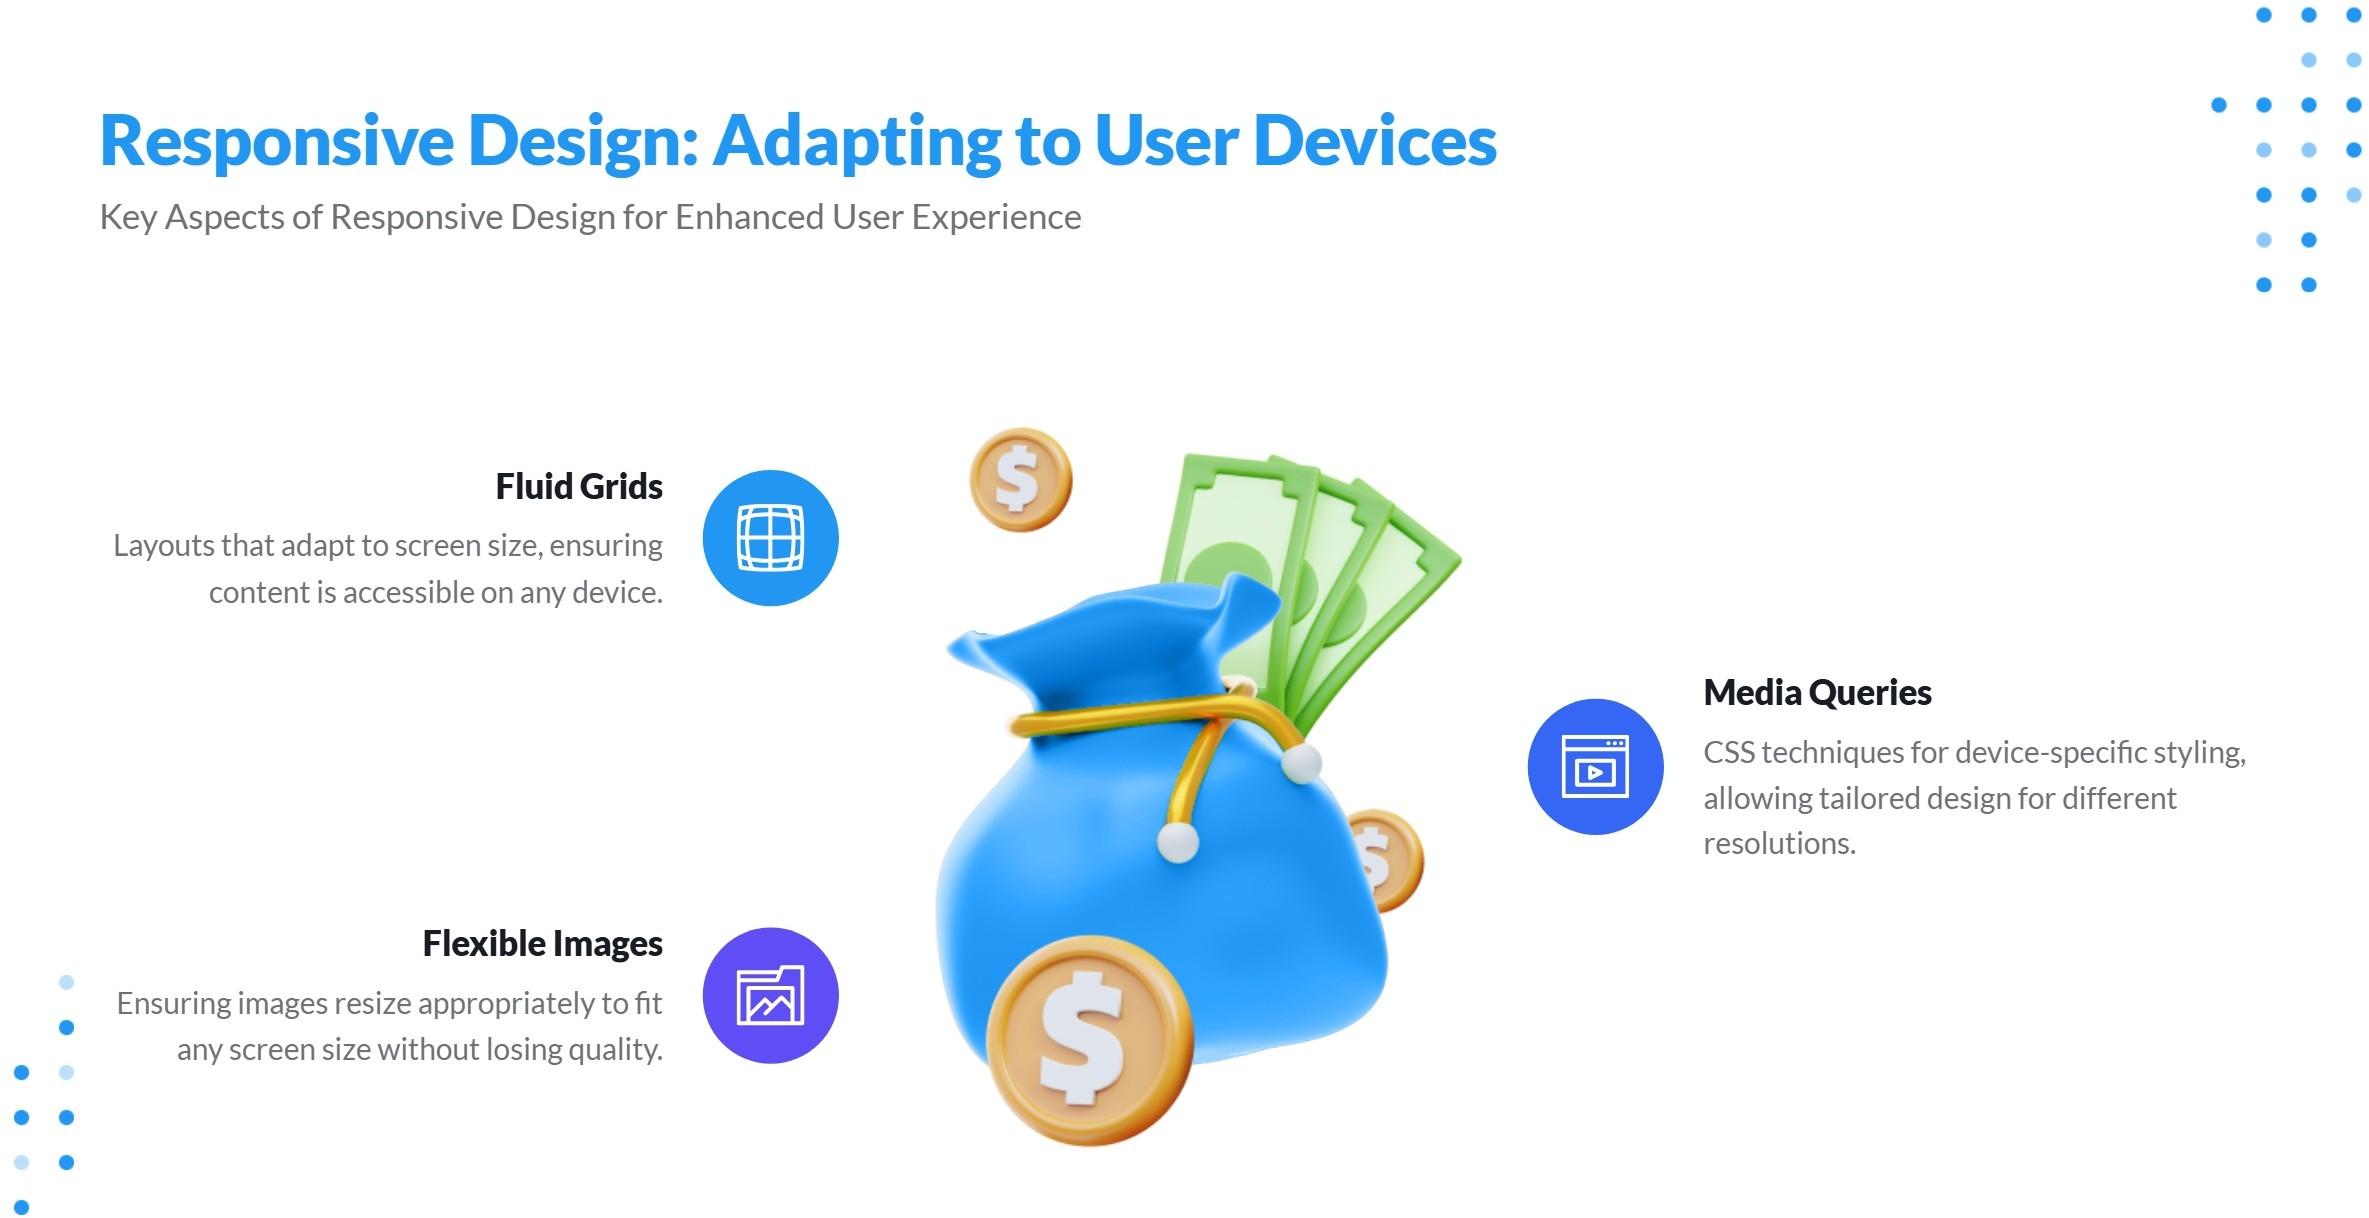 Responsive Design: Adapting to User Devices
Key Aspects of Responsive Design for Enhanced User Experience
Fluid Grids
Layouts that adapt to screen size, ensuring
content is accessible on any device.
$
Media Queries
CSS techniques for device-specific styling,
allowing tailored design for different
resolutions.
$
Flexible Images
Ensuring images resize appropriately to fit
any screen size without losing quality.
$